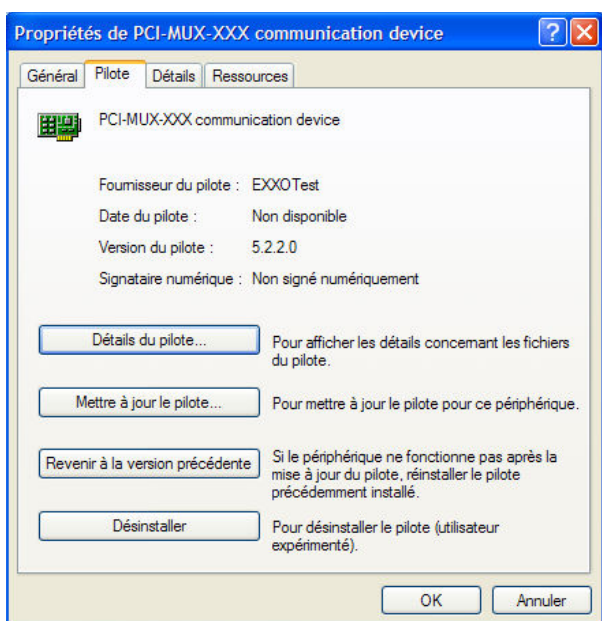 Propriétés de PCI-MUX-XXX communication device
Général Pilote Détails Ressources
PCI-MUX-XXX communication device
Fournisseur du pilote : EXXOTest
Date du pilote : Non disponible
Version du pilote : 5.2.2.0
Signataire numérique : Non signé numériquement
Détails du pilote...
Pour afficher les détails concernant les fichiers
du pilote.
Mettre à jour le pilote...
Pour mettre à jour le pilote pour ce périphérique.
Revenir à la version précédente
Si le périphérique ne fonctionne pas après la
mise à jour du pilote, réinstaller le pilote
précédemment installé.
Désinstaller
Pour désinstaller le pilote (utilisateur
expérimenté).
OK Annuler